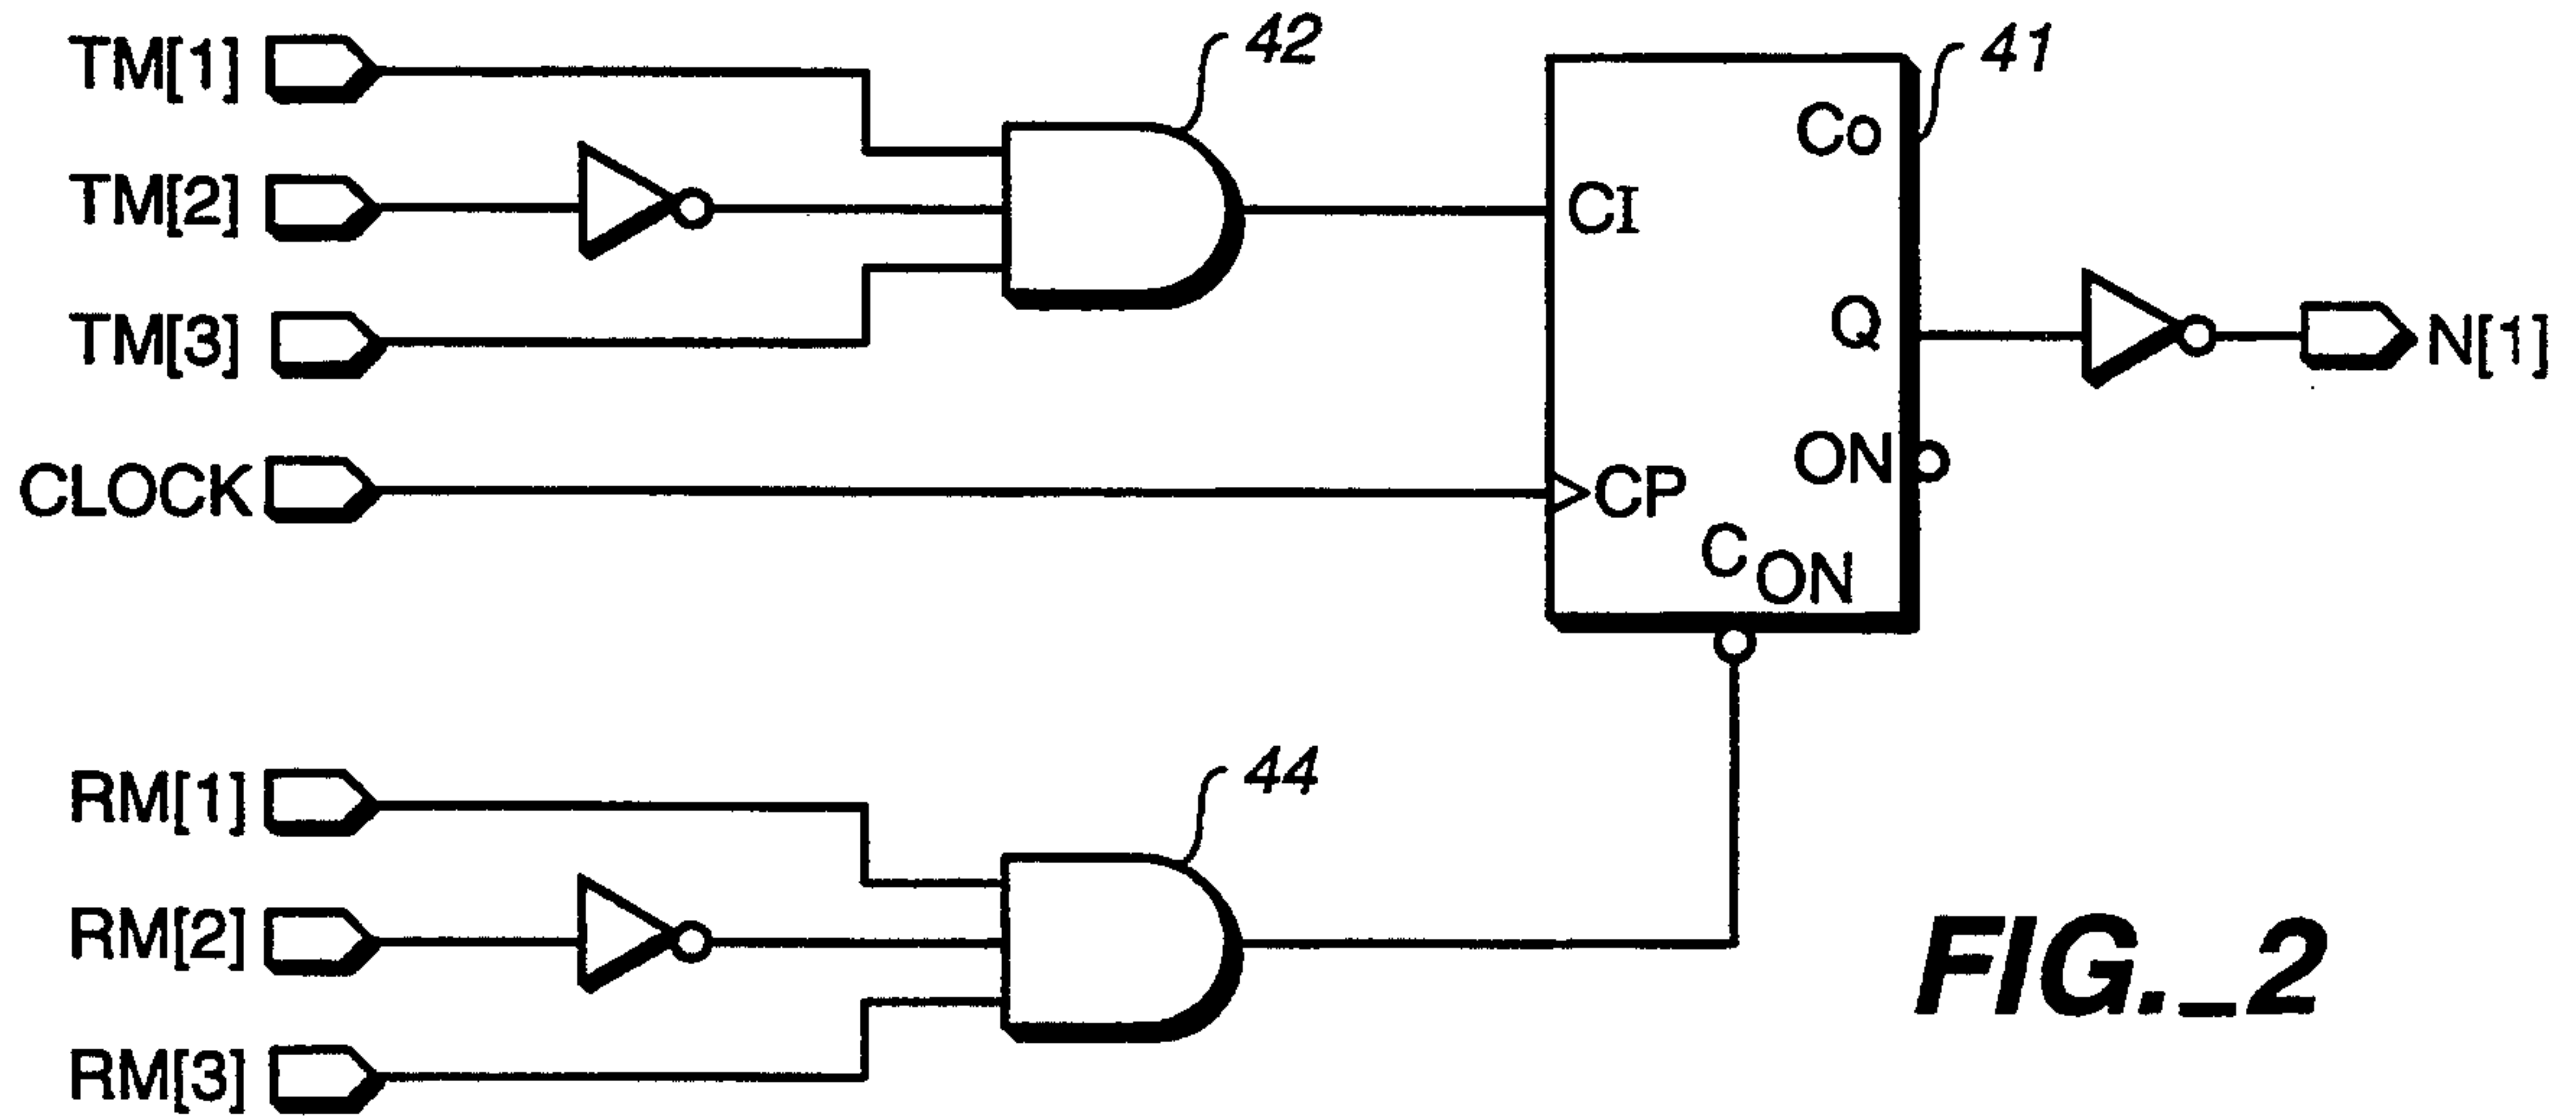 TM[1]
42
41
TM[2]
Co
CI
TM[3]
Q
N[1]
ON
CLOCK
CP
C ON
RM[1]
44
RM[2]
RM[3]
FIG._2